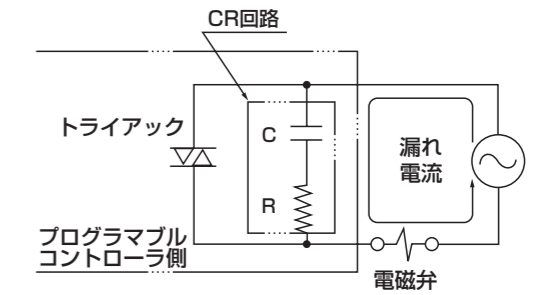 CR回路
トライアック
C
R
漏れ
電流
プログラマブル
コントローラ側
電磁弁